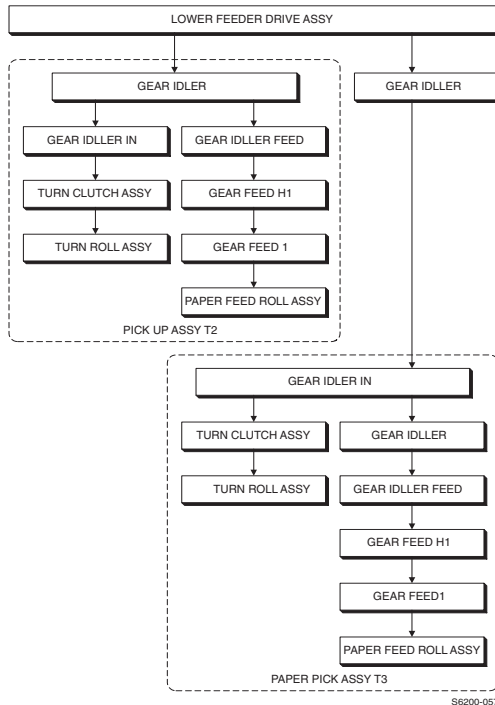 LOWER FEEDER DRIVE ASSY
GEAR IDLER
GEAR IDLLER
GEAR IDLLER IN
GEAR IDLLER FEED
TURN CLUTCH ASSY
GEAR FEED H1
TURN ROLL ASSY
GEAR FEED 1
PAPER FEED ROLL ASSY
PICK UP ASSY T2
GEAR IDLER IN
TURN CLUTCH ASSY
GEAR IDLLER
TURN ROLL ASSY
GEAR IDLLER FEED
GEAR FEED H1
GEAR FEED1
PAPER FEED ROLL ASSY
PAPER PICK ASSY T3
S6200-057